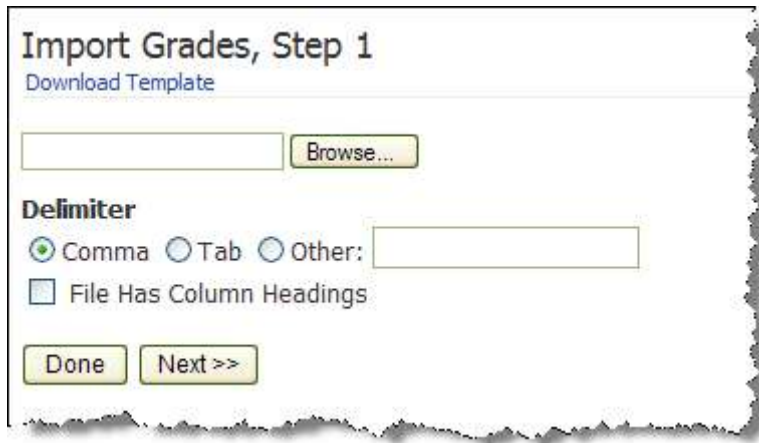 Import Grades, Step 1
Download Template
Browse...
Delimiter
Comma Tab Other:
File Has Column Headings
Done Next >>